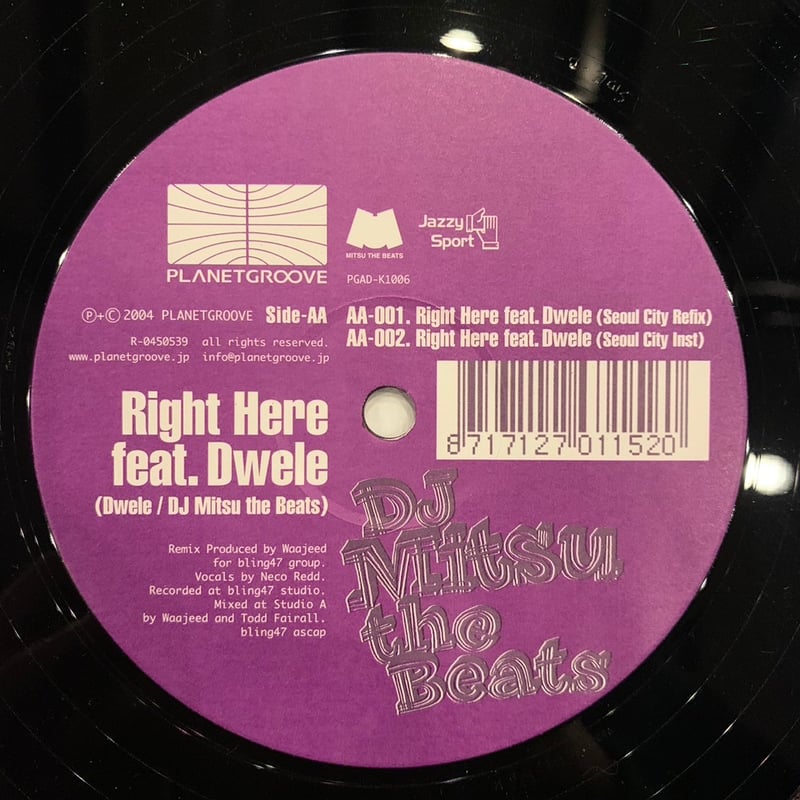 PLANETGROOVE
MITSU THE BEATS
Jazzy
Sport
PGAD-K1006
℗+© 2004 PLANETGROOVE Side-AA
R-0450539 all rights reserved.
www.planetgroove.jp info@planetgroove.jp
AA-001. Right Here feat. Dwele (Seoul City Refix)
AA-002. Right Here feat. Dwele (Seoul City Inst)
8 717127 011520
Right Here
feat. Dwele
(Dwele / DJ Mitsu the Beats)
Remix Produced by Waajeed
for bling47 group.
Vocals by Neco Redd.
Recorded at bling47 studio.
Mixed at Studio A
by Waajeed and Todd Fairall.
bling47 ascap
DJ
Mitsu
the
Beats